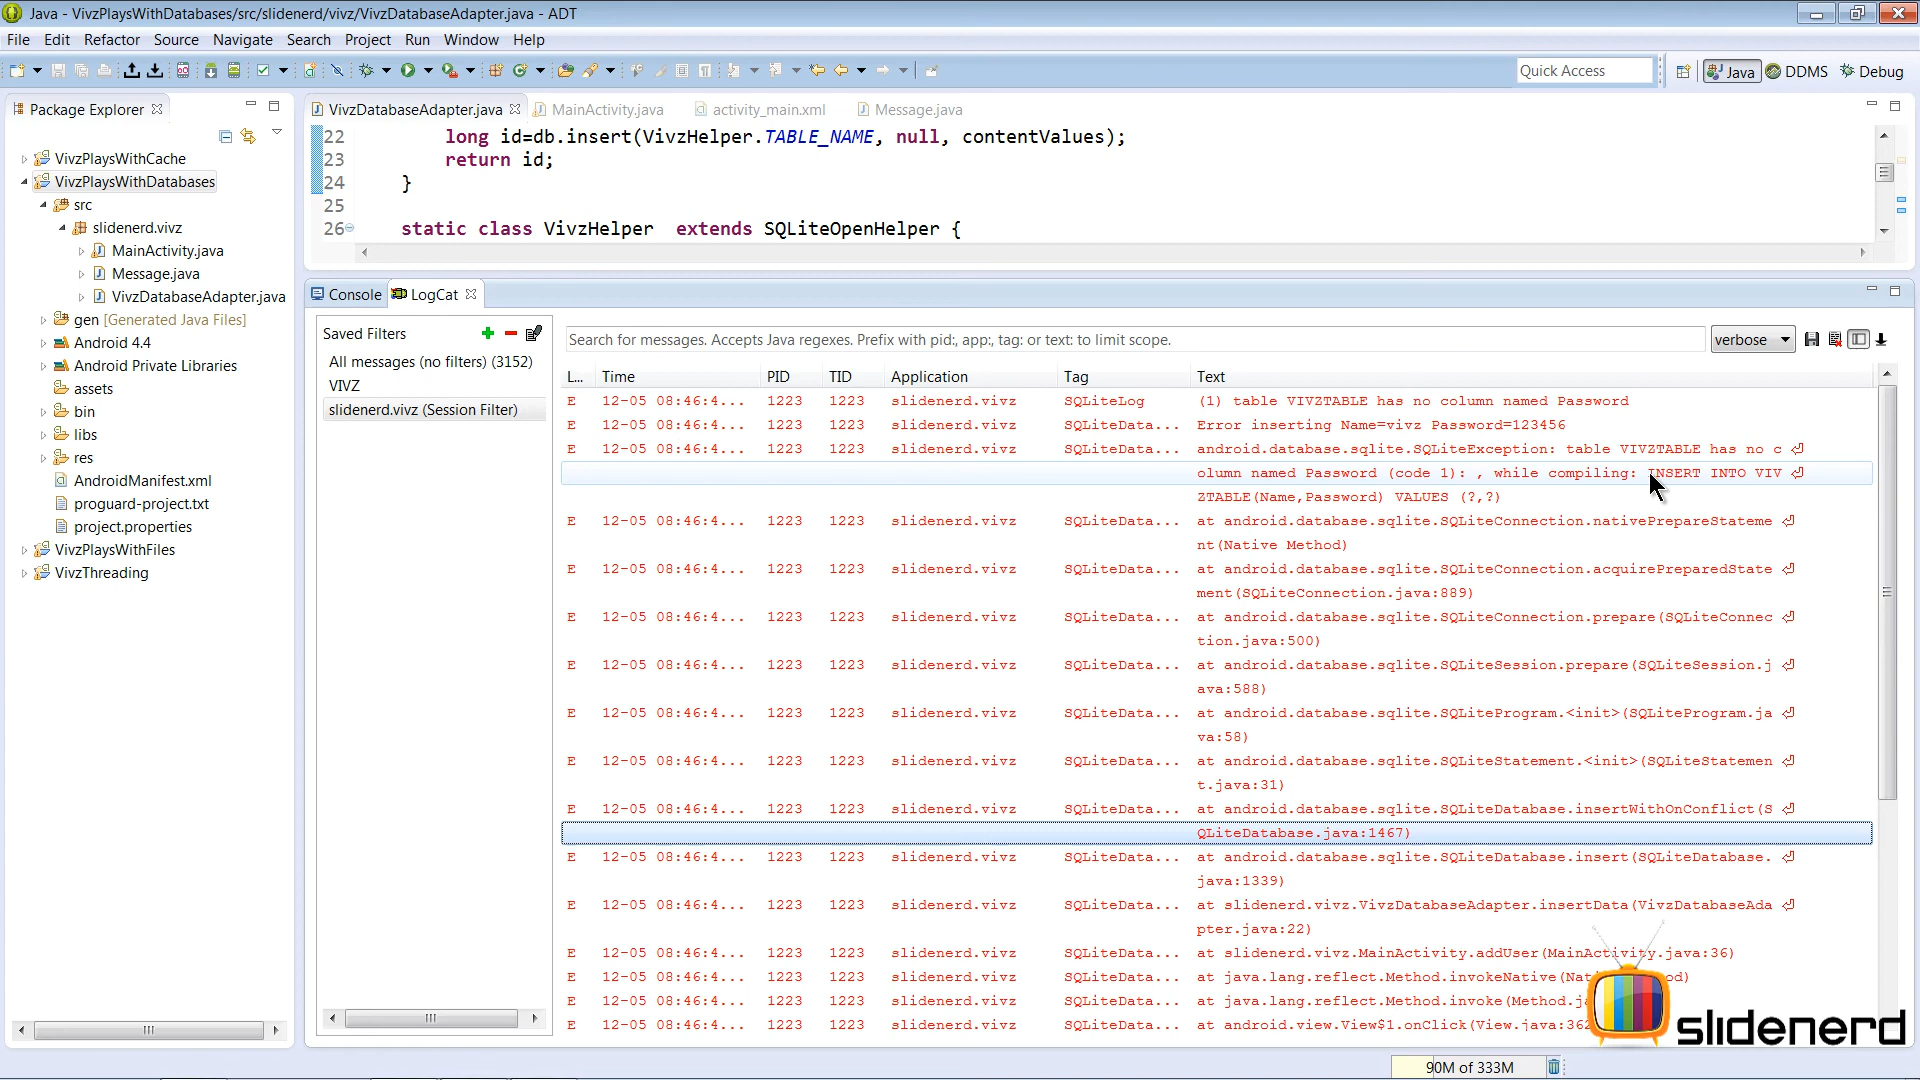 Java - VivzPlaysWithDatabases/src/slidenerd/vivz/VivzDatabaseAdapter.java - ADT
File Edit Refactor Source Navigate Search Project Run Window Help
Quick Access Java DDMS Debug
Package Explorer
VivzPlaysWithCache
VivzPlaysWithDatabases
src
slidenerd.vivz
MainActivity.java
Message.java
VivzDatabaseAdapter.java
gen [Generated Java Files]
Android 4.4
Android Private Libraries
assets
bin
libs
res
AndroidManifest.xml
proguard-project.txt
project.properties
VivzPlaysWithFiles
VivzThreading
VivzDatabaseAdapter.java MainActivity.java activity_main.xml Message.java
22 long id=db.insert(VivzHelper.TABLE_NAME, null, contentValues);
23 return id;
24 }
25
26 static class VivzHelper extends SQLiteOpenHelper {
Console LogCat
Saved Filters
All messages (no filters) (3152)
VIVZ
slidenerd.vivz (Session Filter)
Search for messages. Accepts Java regexes. Prefix with pid:, app:, tag: or text: to limit scope. verbose
L... Time PID TID Application Tag Text
E 12-05 08:46:4... 1223 1223 slidenerd.vivz SQLiteLog (1) table VIVZTABLE has no column named Password
E 12-05 08:46:4... 1223 1223 slidenerd.vivz SQLiteData... Error inserting Name=vivz Password=123456
E 12-05 08:46:4... 1223 1223 slidenerd.vivz SQLiteData... android.database.sqlite.SQLiteException: table VIVZTABLE has no c
olumn named Password (code 1): , while compiling: INSERT INTO VIV
ZTABLE(Name,Password) VALUES (?,?)
E 12-05 08:46:4... 1223 1223 slidenerd.vivz SQLiteData... at android.database.sqlite.SQLiteConnection.nativePrepareStateme
nt(Native Method)
E 12-05 08:46:4... 1223 1223 slidenerd.vivz SQLiteData... at android.database.sqlite.SQLiteConnection.acquirePreparedState
ment(SQLiteConnection.java:889)
E 12-05 08:46:4... 1223 1223 slidenerd.vivz SQLiteData... at android.database.sqlite.SQLiteConnection.prepare(SQLiteConnec
tion.java:500)
E 12-05 08:46:4... 1223 1223 slidenerd.vivz SQLiteData... at android.database.sqlite.SQLiteSession.prepare(SQLiteSession.j
ava:588)
E 12-05 08:46:4... 1223 1223 slidenerd.vivz SQLiteData... at android.database.sqlite.SQLiteProgram.<init>(SQLiteProgram.ja
va:58)
E 12-05 08:46:4... 1223 1223 slidenerd.vivz SQLiteData... at android.database.sqlite.SQLiteStatement.<init>(SQLiteStatemen
t.java:31)
E 12-05 08:46:4... 1223 1223 slidenerd.vivz SQLiteData... at android.database.sqlite.SQLiteDatabase.insertWithOnConflict(S
QLiteDatabase.java:1467)
E 12-05 08:46:4... 1223 1223 slidenerd.vivz SQLiteData... at android.database.sqlite.SQLiteDatabase.insert(SQLiteDatabase.
java:1339)
E 12-05 08:46:4... 1223 1223 slidenerd.vivz SQLiteData... at slidenerd.vivz.VivzDatabaseAdapter.insertData(VivzDatabaseAda
pter.java:22)
E 12-05 08:46:4... 1223 1223 slidenerd.vivz SQLiteData... at slidenerd.vivz.MainActivity.addUser(MainActivity.java:36)
E 12-05 08:46:4... 1223 1223 slidenerd.vivz SQLiteData... at java.lang.reflect.Method.invokeNative(
E 12-05 08:46:4... 1223 1223 slidenerd.vivz SQLiteData... at java.lang.reflect.Method.invoke(
E 12-05 08:46:4... 1223 1223 slidenerd.vivz SQLiteData... at android.view.View$1.onClick(
slidenerd
90M of 333M